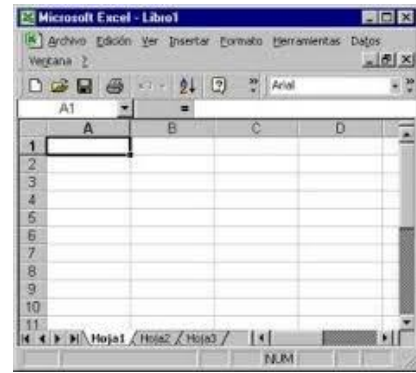 Microsoft Excel - Libro1
Archivo Edición Ver Insertar Formato Herramientas Datos
Ventana ?
Arial
A1 =
A B C D
1
2
3
4
5
6
7
8
9
10
11
Hoja1 Hoja2 Hoja3
NUM